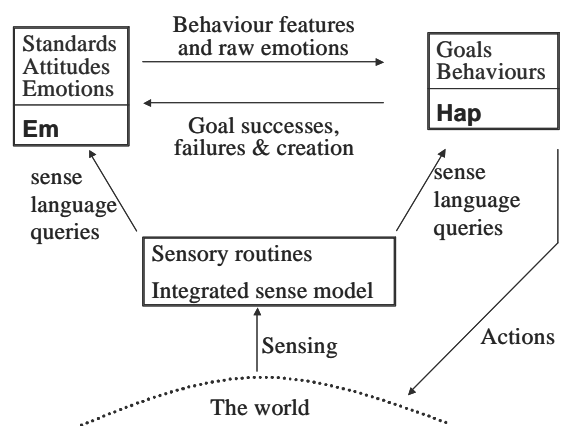 Standards
Attitudes
Emotions
Em
Behaviour features
and raw emotions
Goal successes,
failures & creation
Goals
Behaviours
Hap
sense
language
queries
sense
language
queries
Sensory routines
Integrated sense model
Sensing
Actions
The world